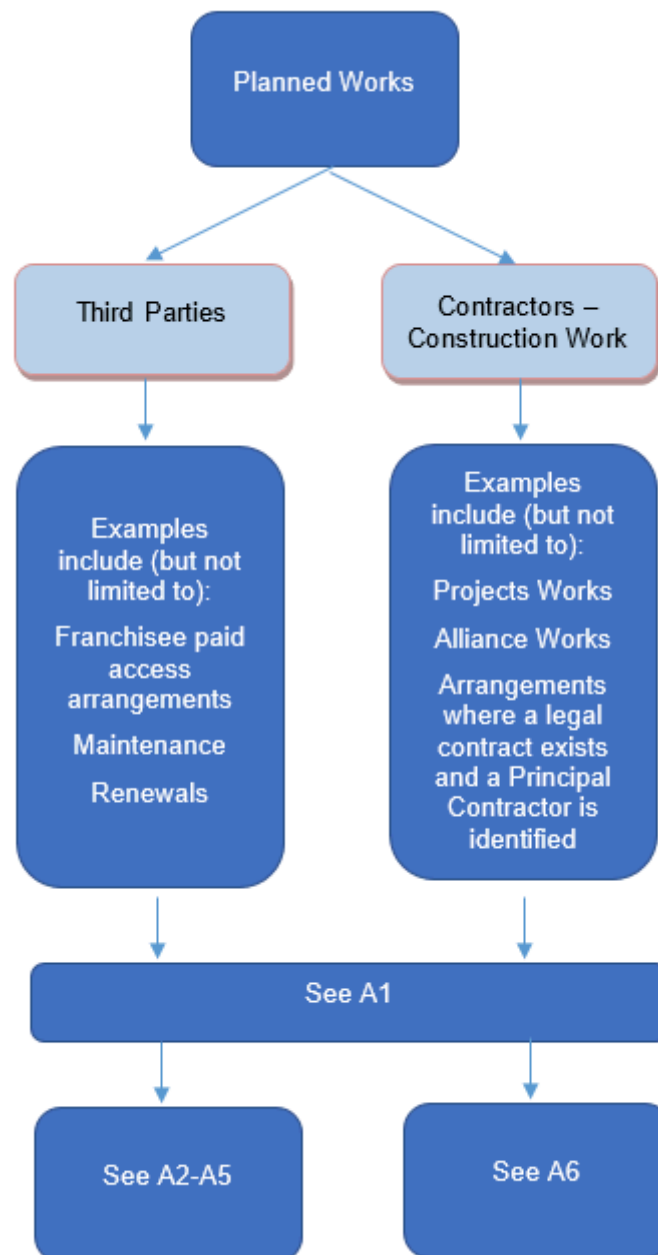 Planned Works
Third Parties
Contractors –
Construction Work
Examples
include (but not
limited to):
Franchisee paid
access
arrangements
Maintenance
Renewals
Examples
include (but not
limited to):
Projects Works
Alliance Works
Arrangements
where a legal
contract exists
and a Principal
Contractor is
identified
See A1
See A2-A5
See A6